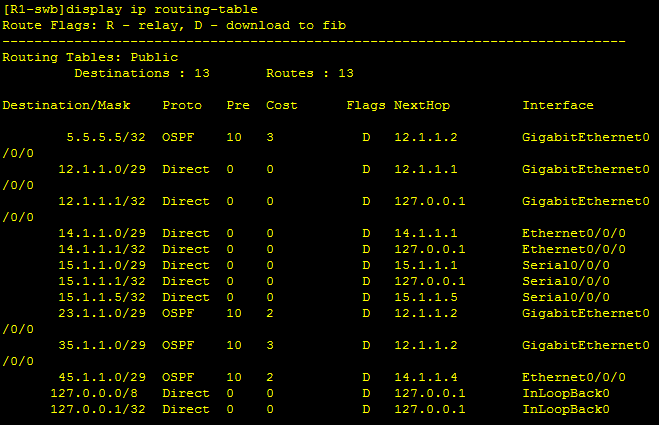 [R1-swb]display ip routing-table
Route Flags: R - relay, D - download to fib
------------------------------------------------------------------------------
Routing Tables: Public
         Destinations : 13       Routes : 13
Destination/Mask    Proto   Pre  Cost      Flags NextHop         Interface
        5.5.5.5/32  OSPF    10   3           D   12.1.1.2        GigabitEthernet0
/0/0
       12.1.1.0/29  Direct  0    0           D   12.1.1.1        GigabitEthernet0
/0/0
       12.1.1.1/32  Direct  0    0           D   127.0.0.1       GigabitEthernet0
/0/0
       14.1.1.0/29  Direct  0    0           D   14.1.1.1        Ethernet0/0/0
       14.1.1.1/32  Direct  0    0           D   127.0.0.1       Ethernet0/0/0
       15.1.1.0/29  Direct  0    0           D   15.1.1.1        Serial0/0/0
       15.1.1.1/32  Direct  0    0           D   127.0.0.1       Serial0/0/0
       15.1.1.5/32  Direct  0    0           D   15.1.1.5        Serial0/0/0
       23.1.1.0/29  OSPF    10   2           D   12.1.1.2        GigabitEthernet0
/0/0
       35.1.1.0/29  OSPF    10   3           D   12.1.1.2        GigabitEthernet0
/0/0
       45.1.1.0/29  OSPF    10   2           D   14.1.1.4        Ethernet0/0/0
      127.0.0.0/8   Direct  0    0           D   127.0.0.1       InLoopBack0
      127.0.0.1/32  Direct  0    0           D   127.0.0.1       InLoopBack0